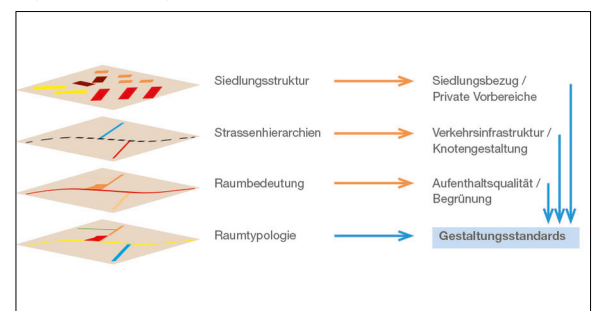 Siedlungsstruktur
Siedlungsbezug /
Private Vorbereiche
Strassenhierarchien
Verkehrsinfrastruktur /
Knotengestaltung
Raumbedeutung
Aufenthaltsqualität /
Begrünung
Raumtypologie
Gestaltungsstandards